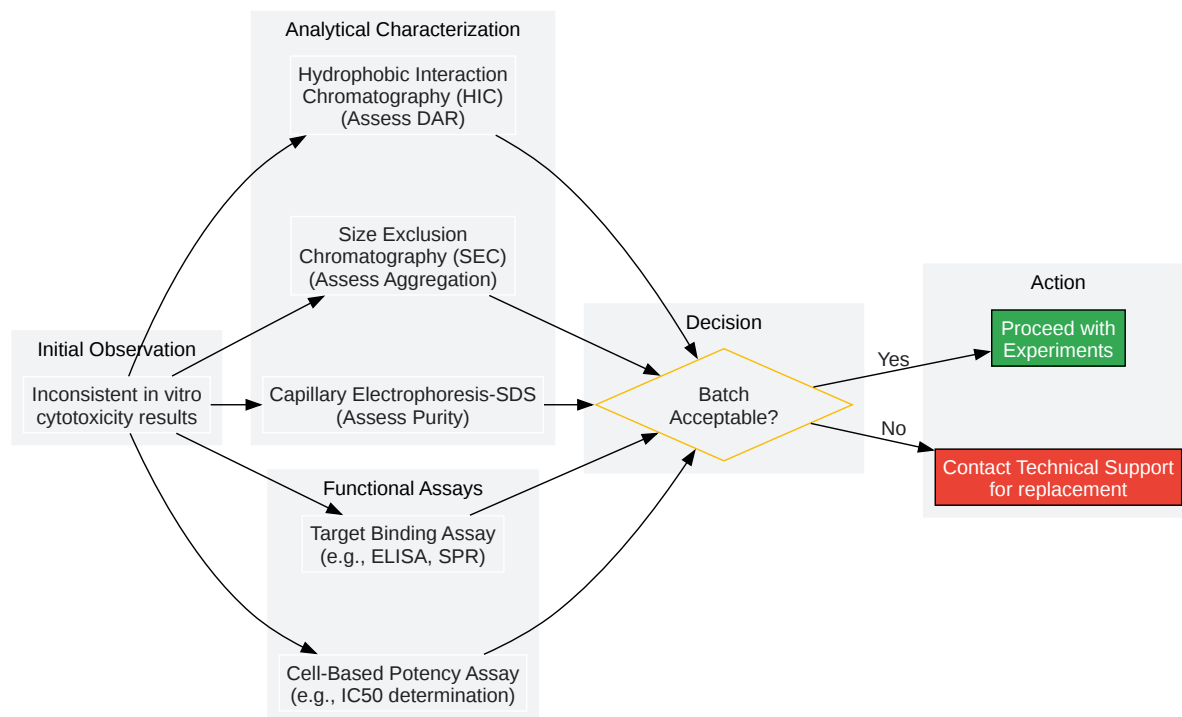 Analytical Characterization
Hydrophobic Interaction
Chromatography (HIC)
(Assess DAR)
Size Exclusion
Chromatography (SEC)
(Assess Aggregation)
Capillary Electrophoresis-SDS
(Assess Purity)
Initial Observation
Inconsistent in vitro
cytotoxicity results
Functional Assays
Target Binding Assay
(e.g., ELISA, SPR)
Cell-Based Potency Assay
(e.g., IC50 determination)
Decision
Batch
Acceptable?
Yes
No
Action
Proceed with
Experiments
Contact Technical Support
for replacement